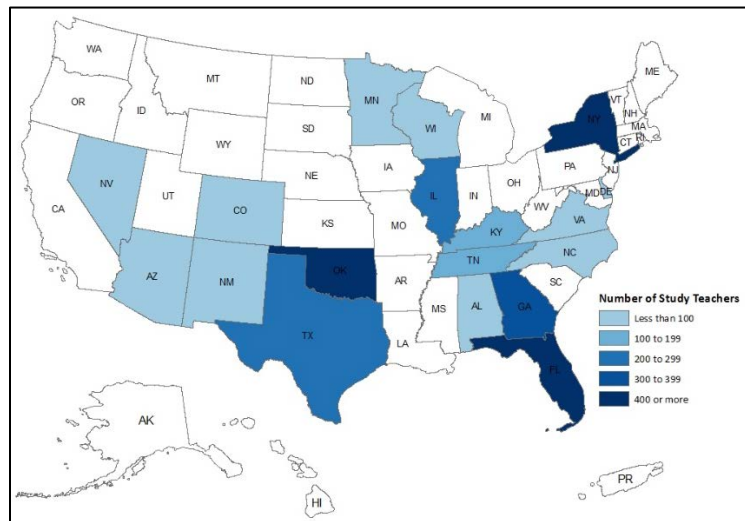 WA
MT
ND
MN
ME
OR
ID
SD
WI
VT
NH
NY
MA
CT
RI
WY
MI
NE
IA
PA
NJ
NV
UT
CO
IL
IN
OH
MD
DE
WV
VA
CA
KS
MO
KY
NC
TN
AZ
NM
OK
AR
SC
MS
AL
GA
TX
LA
FL
Number of Study Teachers
Less than 100
100 to 199
200 to 299
300 to 399
400 or more
AK
HI
PR